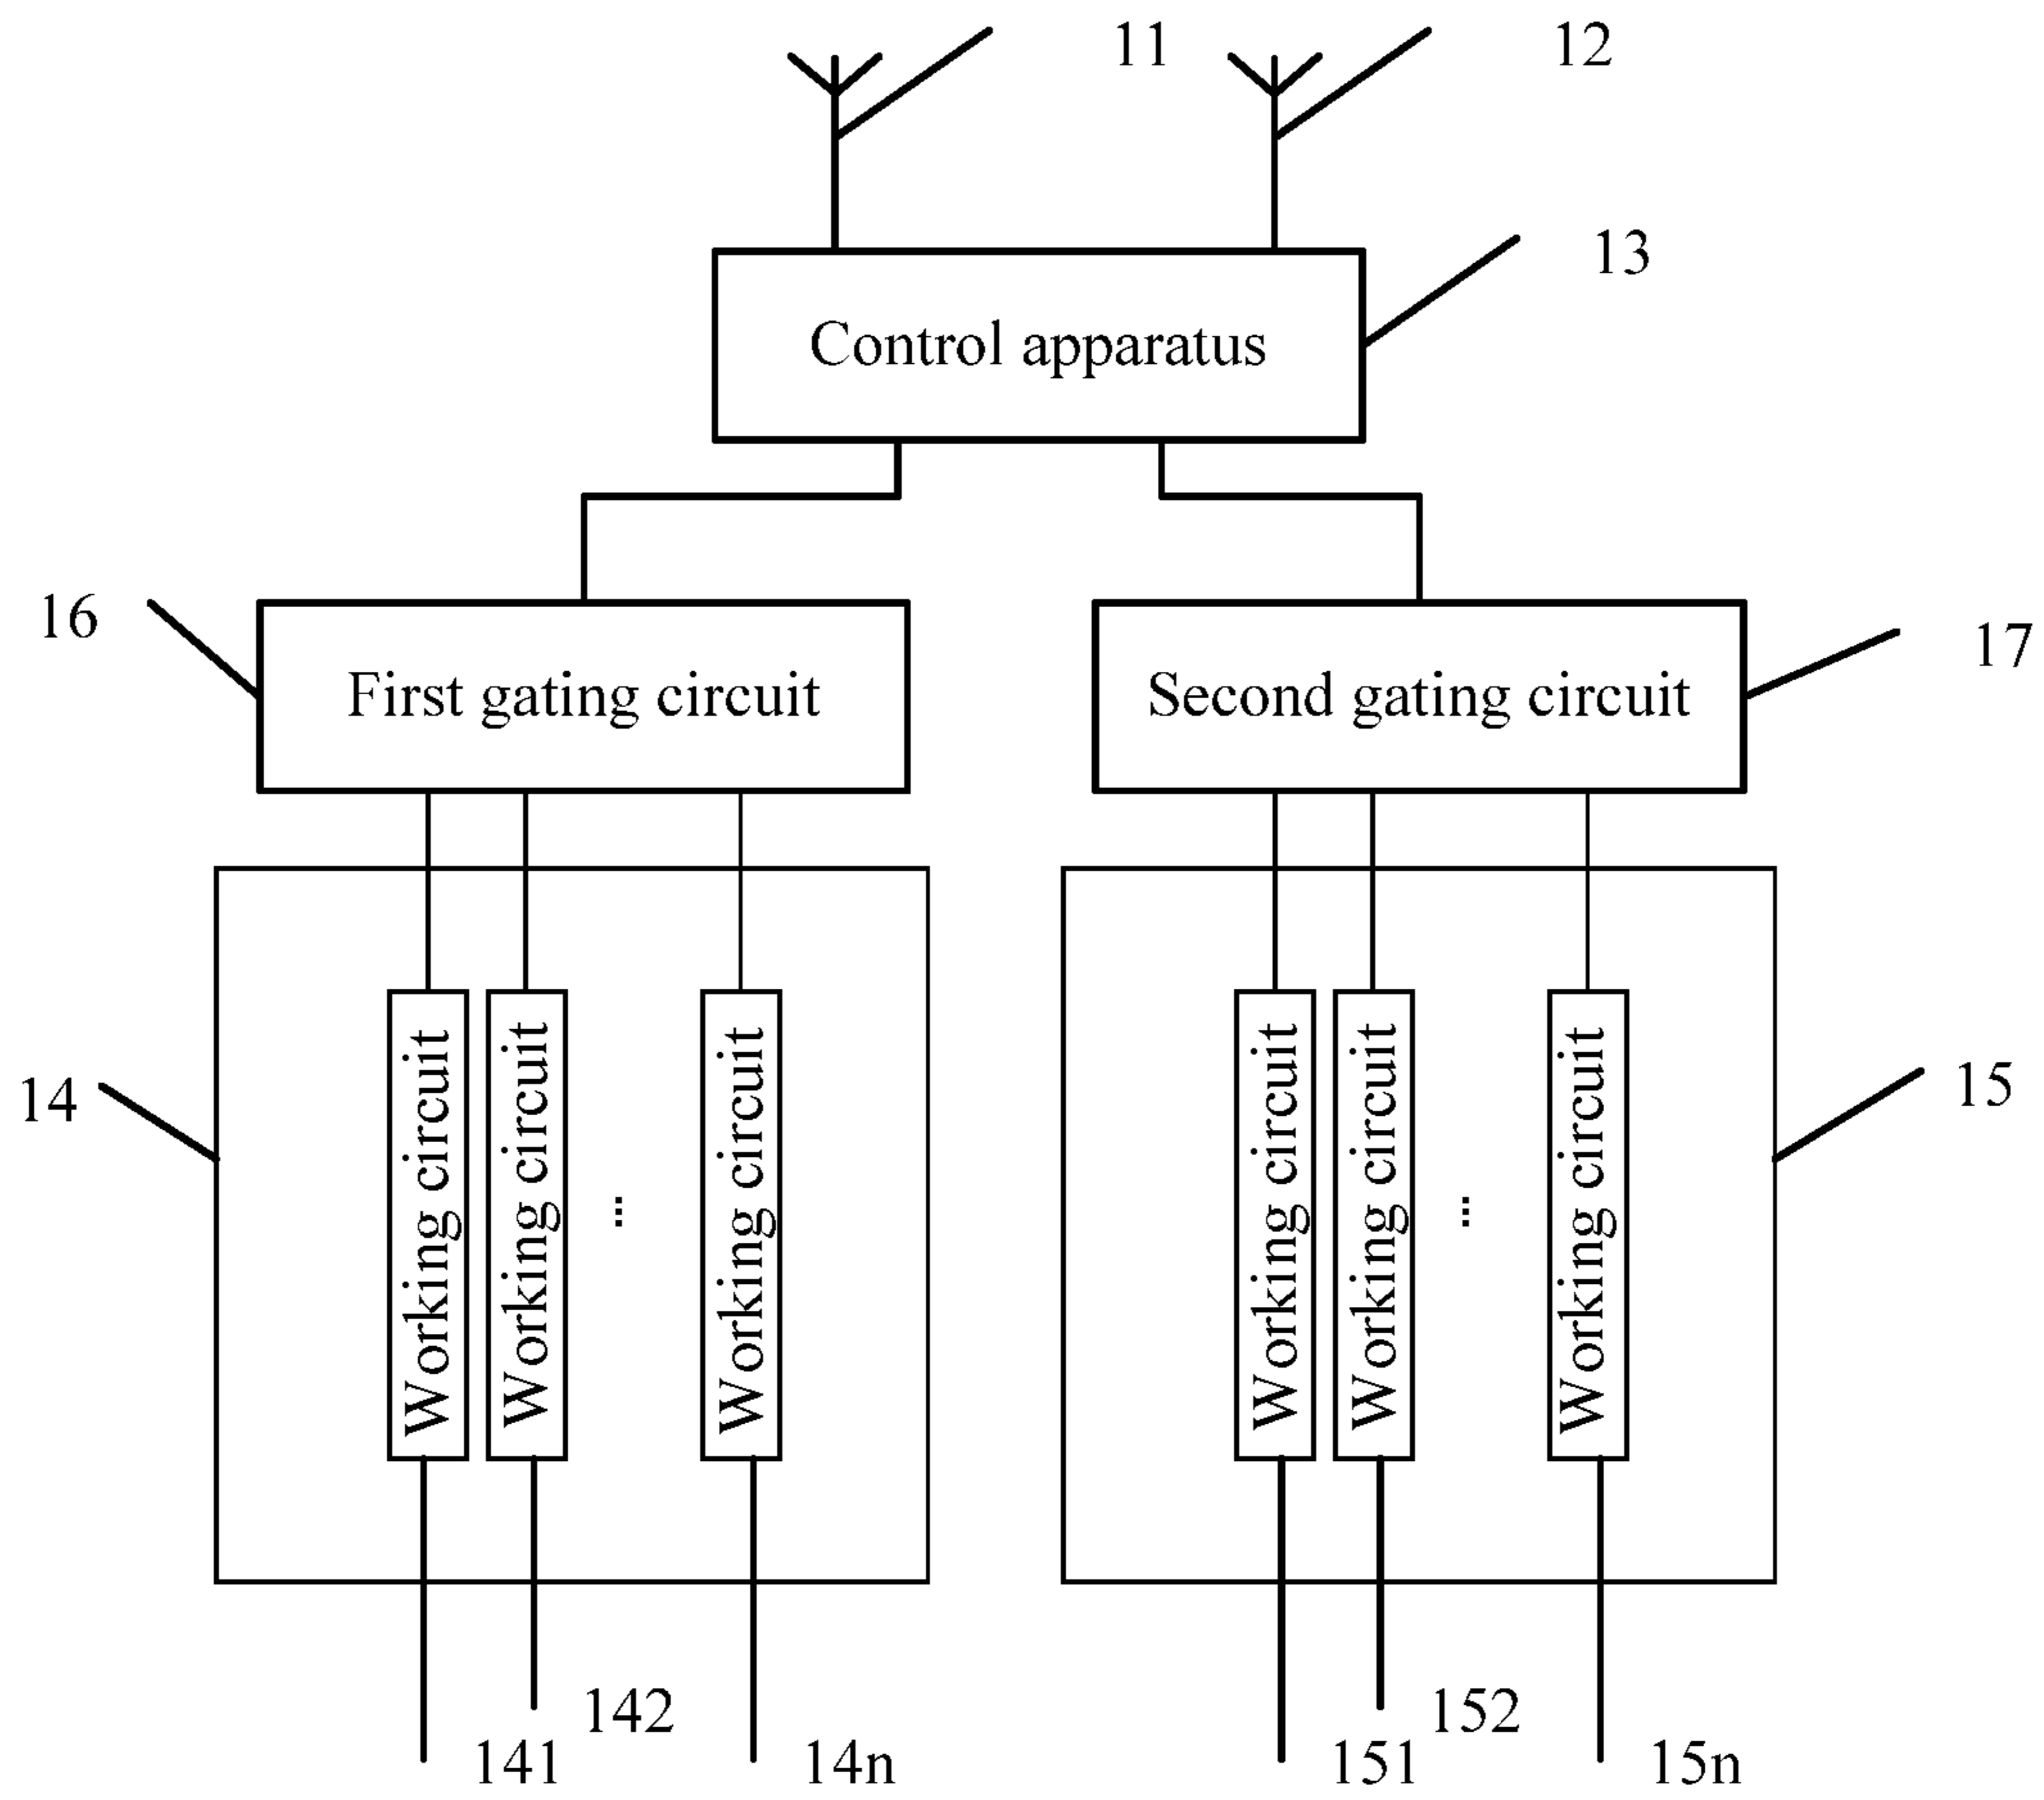 11
12
13
Control apparatus
16
First gating circuit
Second gating circuit
17
14
Working circuit
Working circuit
...
Working circuit
Working circuit
Working circuit
...
Working circuit
15
142
141
14n
152
151
15n